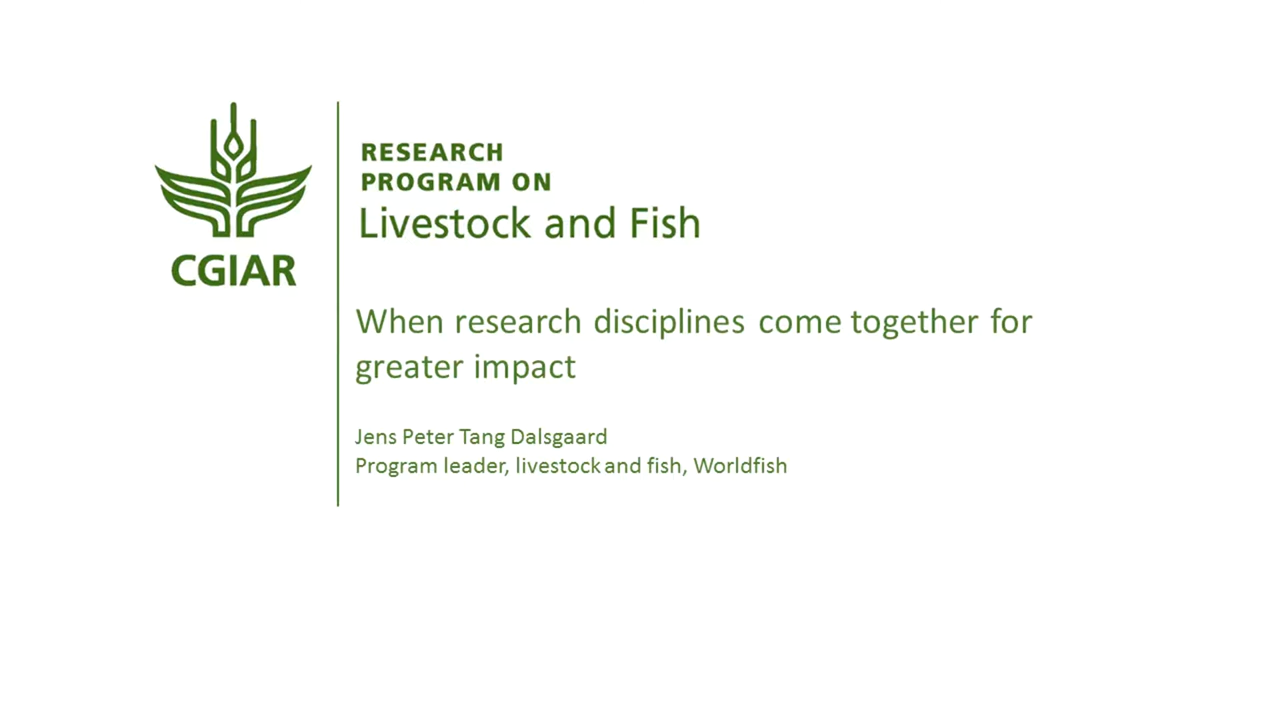 CGIAR
RESEARCH
PROGRAM ON
Livestock and Fish
When research disciplines come together for
greater impact
Jens Peter Tang Dalsgaard
Program leader, livestock and fish, Worldfish